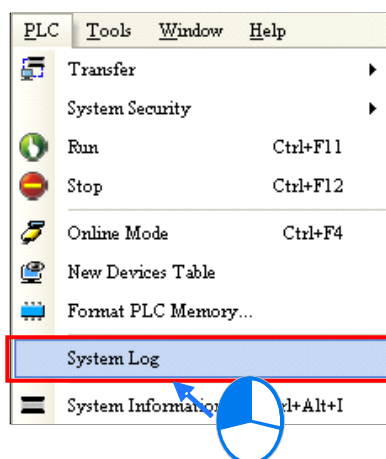 PLC Tools Window Help
Transfer
System Security
Run Ctrl+F11
Stop Ctrl+F12
Online Mode Ctrl+F4
New Devices Table
Format PLC Memory...
System Log
System Information Ctrl+Alt+I